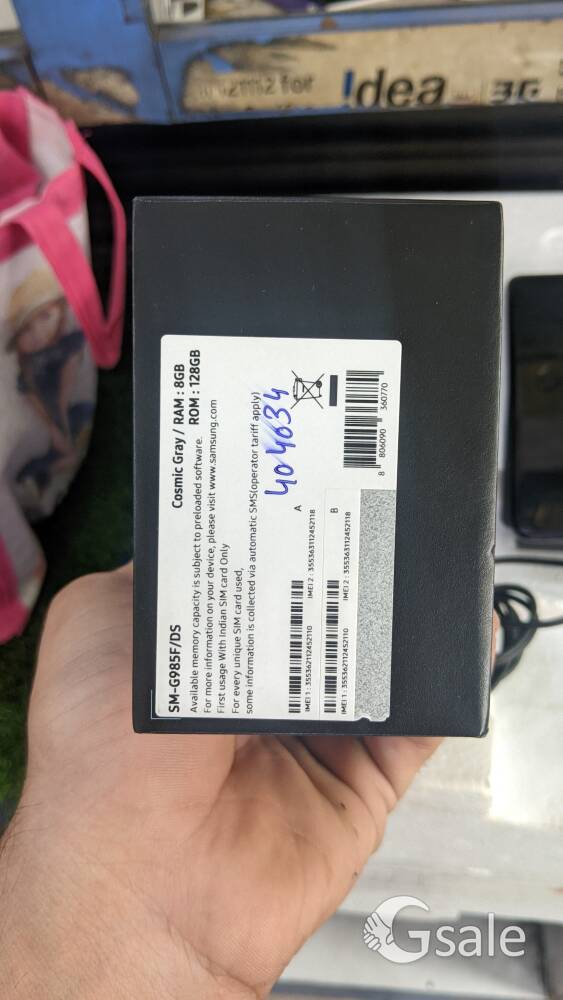 Idea
3G
SM-G985F/DS
Cosmic Gray / RAM : 8GB
ROM : 128GB
Available memory capacity is subject to preloaded software.
For more information on your device, please visit www.samsung.com
First usage With Indian SIM card Only
For every unique SIM card used,
some information is collected via automatic SMS(operator tariff apply)
404634
A
IMEI 1 : 355362112452110
IMEI 2 : 355363112452118
B
IMEI 1 : 355362112452110
IMEI 2 : 355363112452118
8 806090 360770
Gsale